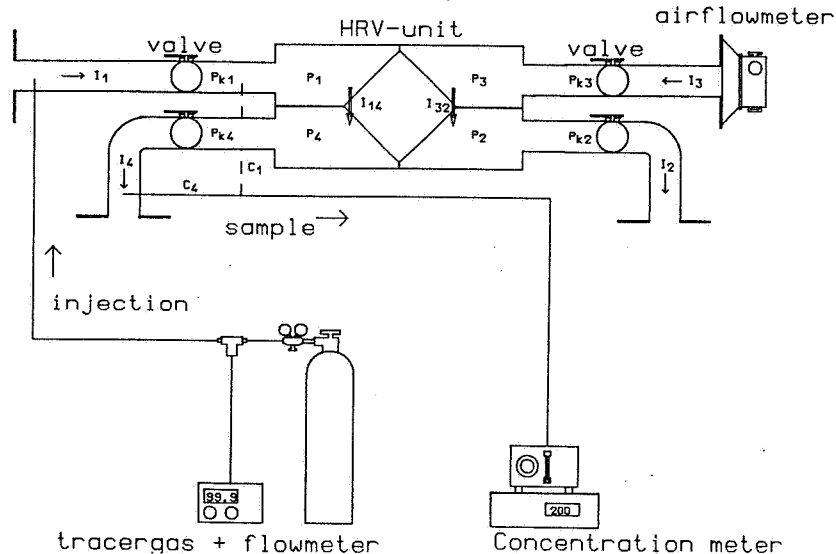 airflowmeter
HRV-unit
valve
valve
I1
Pk1
P1
P3
Pk3
I3
I14
I32
Pk4
P4
P2
Pk2
I4
C1
C4
I2
sample
injection
99.9
200
tracergas + flowmeter
Concentration meter